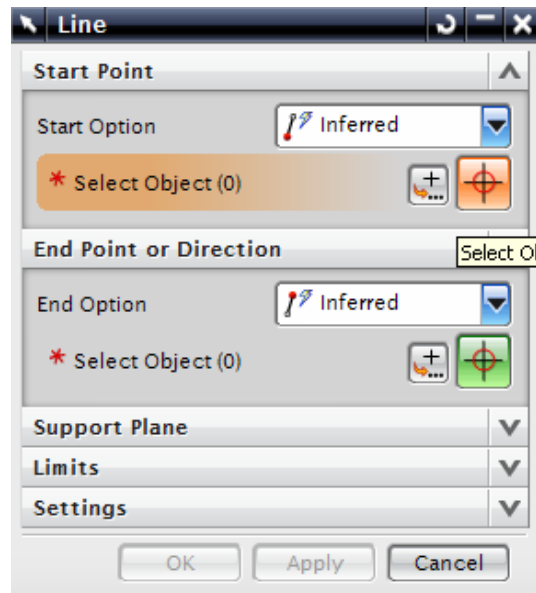 Line
Start Point
Start Option
Inferred
* Select Object (0)
End Point or Direction
Select O
End Option
Inferred
* Select Object (0)
Support Plane
Limits
Settings
OK
Apply
Cancel